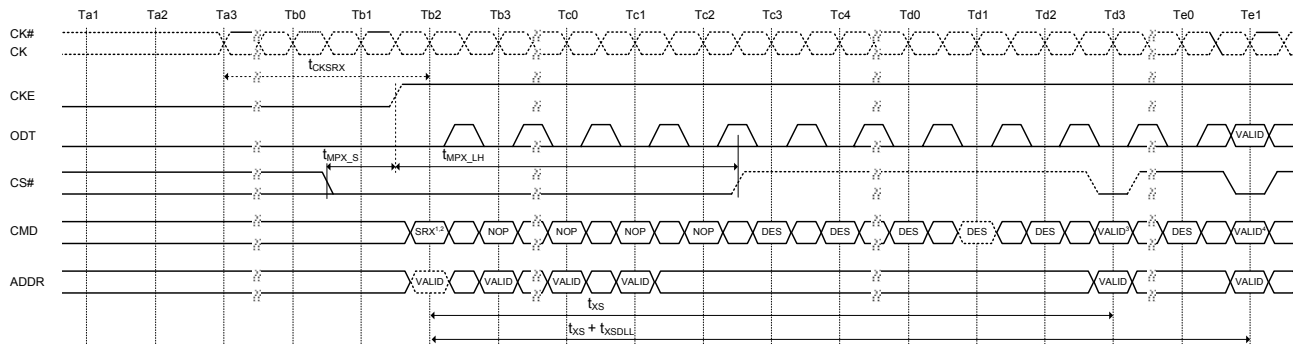 Ta1 Ta2 Ta3 Tb0 Tb1 Tb2 Tb3 Tc0 Tc1 Tc2 Tc3 Tc4 Td0 Td1 Td2 Td3 Te0 Te1
CK#
CK
tCKSRX
CKE
ODT VALID
tMPX_S tMPX_LH
CS#
CMD SRX1,2 NOP NOP NOP NOP DES DES DES DES DES VALID3 DES VALID4
ADDR VALID VALID VALID VALID VALID VALID
tXS
tXS + tXSDLL